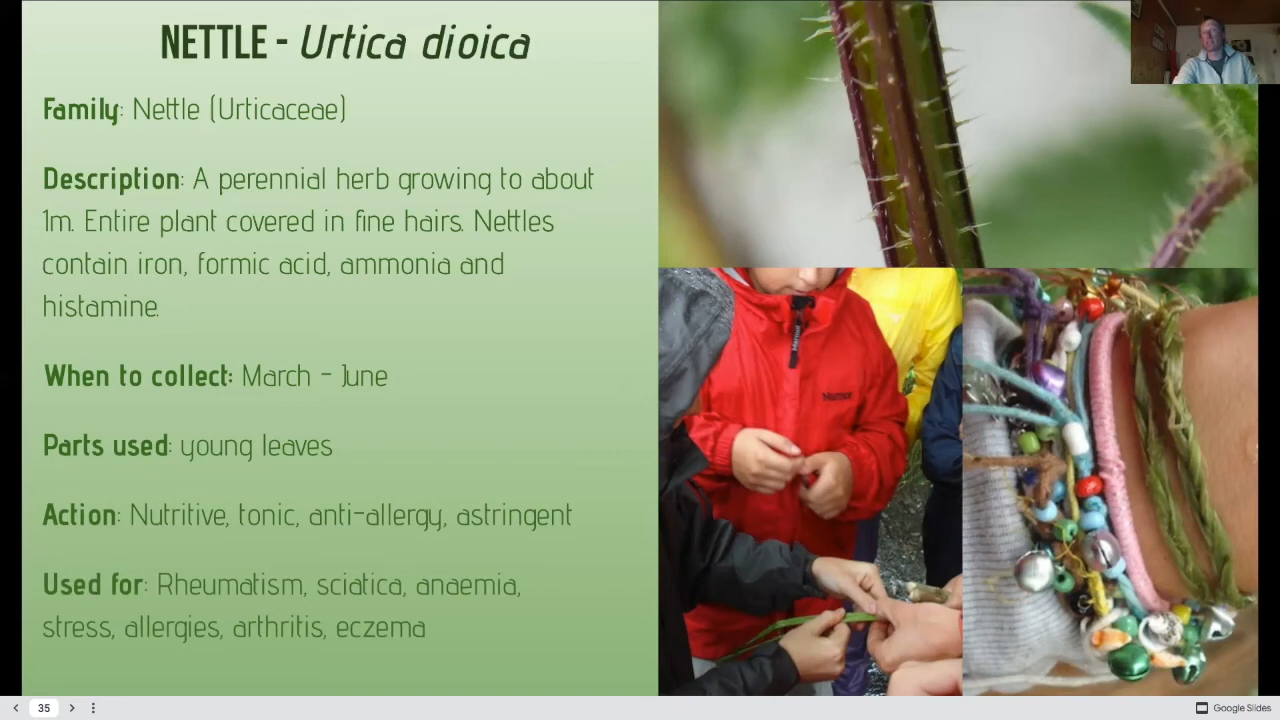 NETTLE - Urtica dioica
Family: Nettle (Urticaceae)
Description: A perennial herb growing to about
1m. Entire plant covered in fine hairs. Nettles
contain iron, formic acid, ammonia and
histamine.
When to collect: March - June
Parts used: young leaves
Action: Nutritive, tonic, anti-allergy, astringent
Used for: Rheumatism, sciatica, anaemia,
stress, allergies, arthritis, eczema
Marmot
35
Google Slides